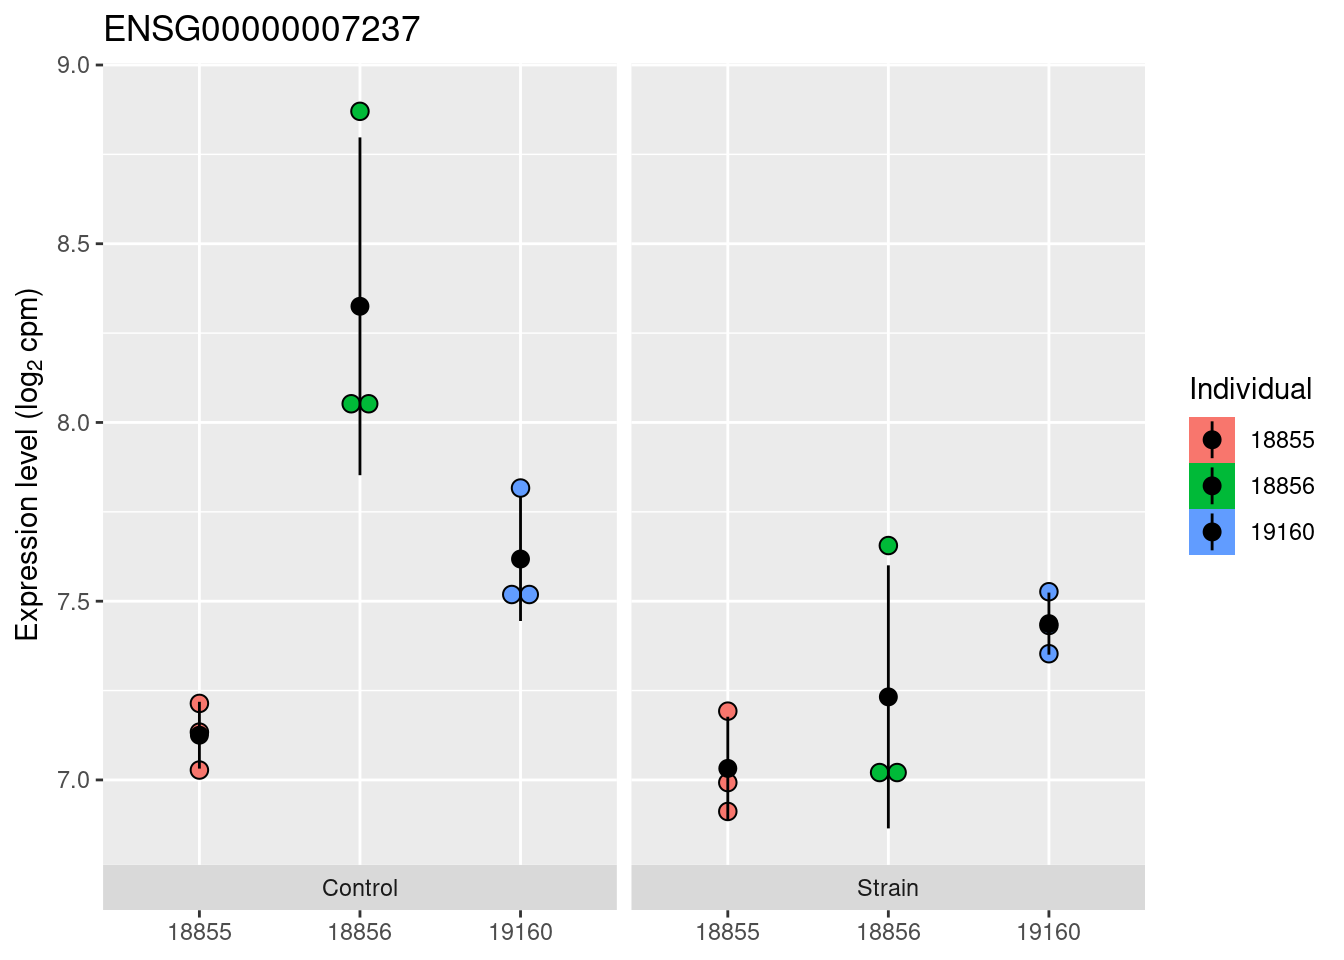 ENSG00000007237
9.0
8.5
8.0
7.5
7.0
Expression level (log₂ cpm)
Control
Strain
18855 18856 19160
18855 18856 19160
Individual
18855
18856
19160